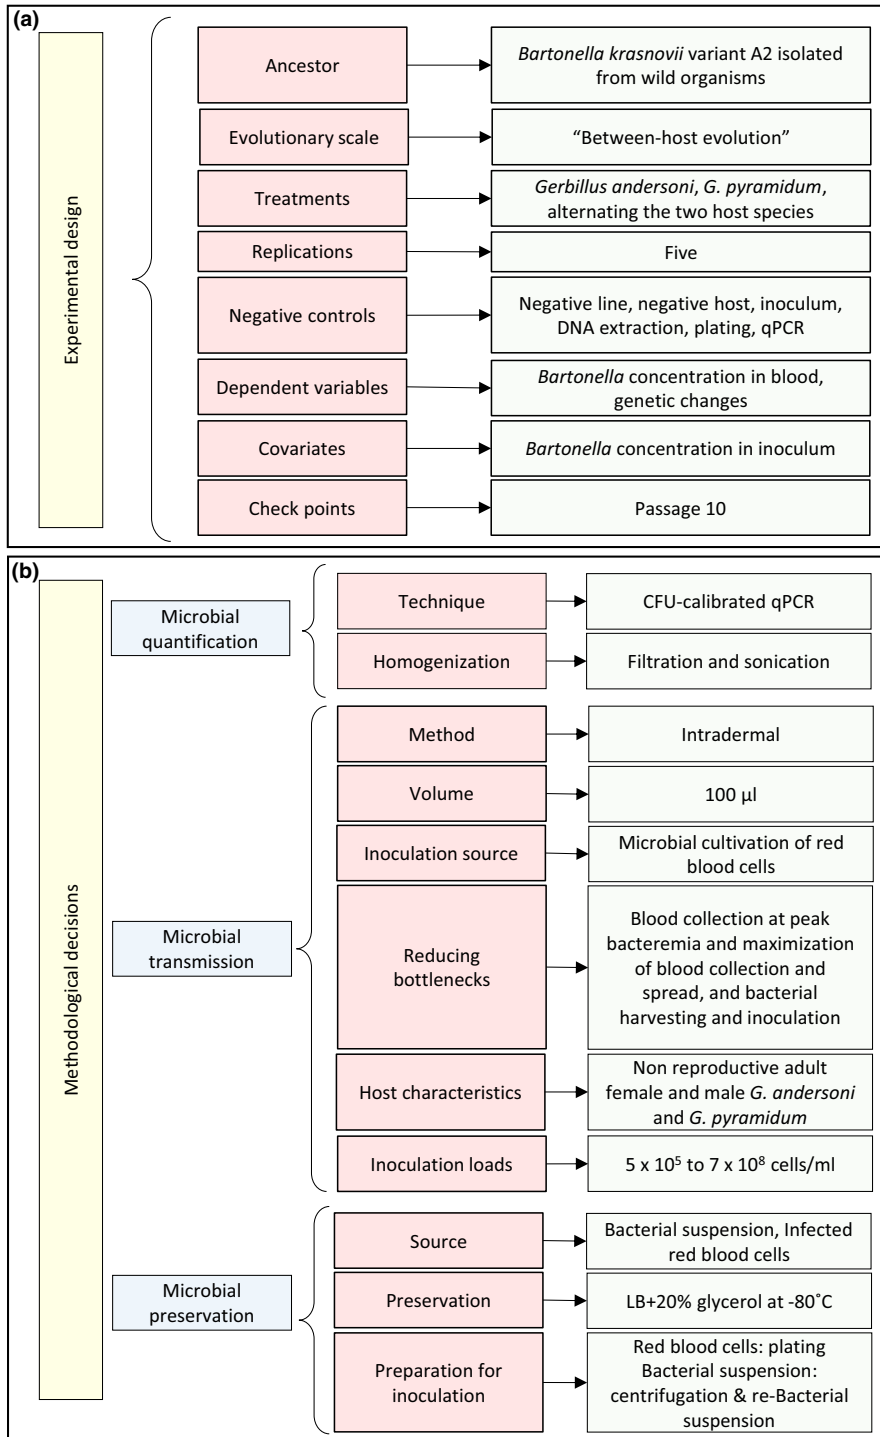 (a)
Experimental design
Ancestor
Bartonella krasnovii variant A2 isolated
from wild organisms
Evolutionary scale
“Between-host evolution”
Treatments
Gerbillus andersoni, G. pyramidum,
alternating the two host species
Replications
Five
Negative controls
Negative line, negative host, inoculum,
DNA extraction, plating, qPCR
Dependent variables
Bartonella concentration in blood,
genetic changes
Covariates
Bartonella concentration in inoculum
Check points
Passage 10
(b)
Methodological decisions
Microbial
quantification
Technique
CFU-calibrated qPCR
Homogenization
Filtration and sonication
Microbial
transmission
Method
Intradermal
Volume
100 µl
Inoculation source
Microbial cultivation of red
blood cells
Reducing
bottlenecks
Blood collection at peak
bacteremia and maximization
of blood collection and
spread, and bacterial
harvesting and inoculation
Host characteristics
Non reproductive adult
female and male G. andersoni
and G. pyramidum
Inoculation loads
5 x 10⁵ to 7 x 10⁸ cells/ml
Microbial
preservation
Source
Bacterial suspension, Infected
red blood cells
Preservation
LB+20% glycerol at -80˚C
Preparation for
inoculation
Red blood cells: plating
Bacterial suspension:
centrifugation & re-Bacterial
suspension